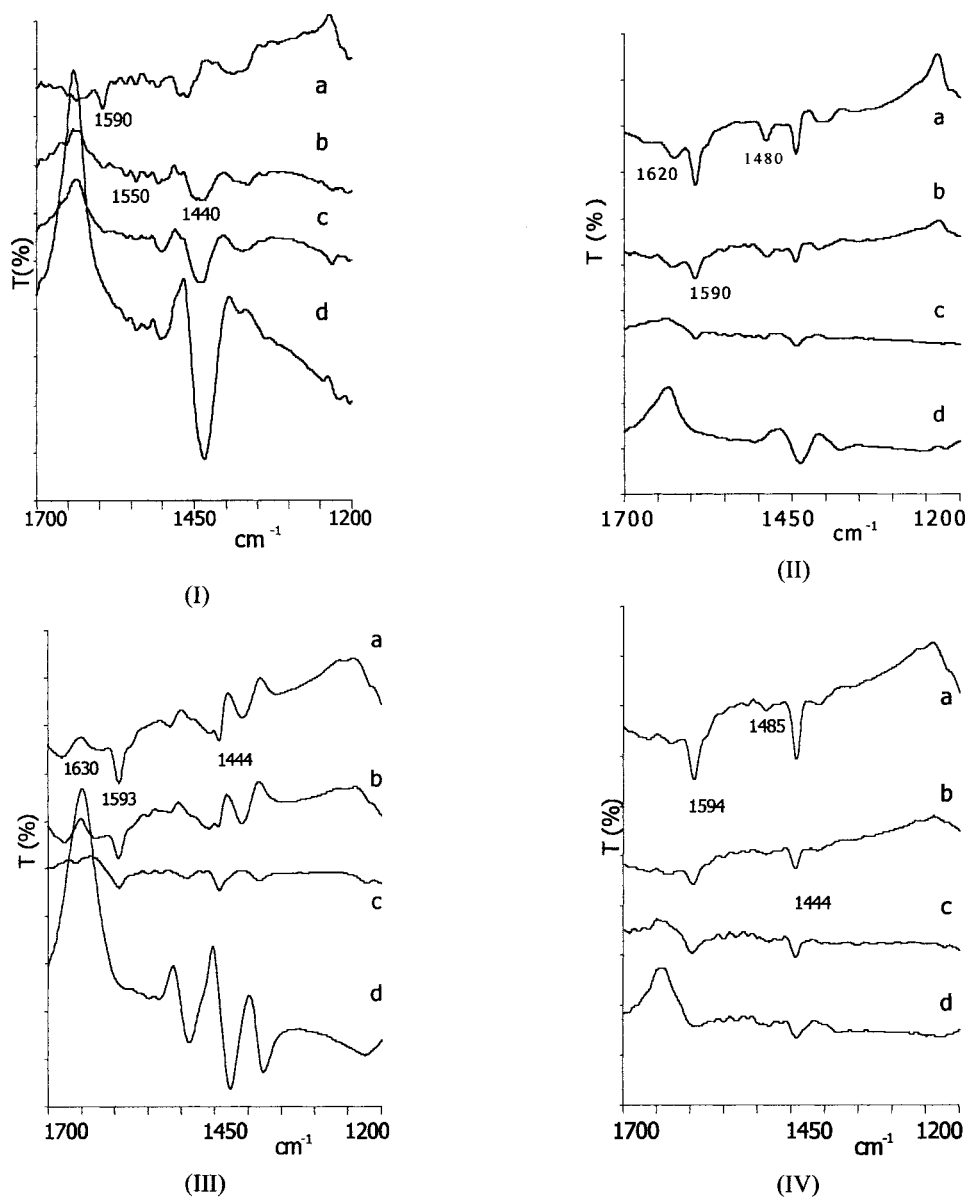 a
1590
b
1550
1440
c
T(%)
d
1700
1450
1200
cm⁻¹
(I)
a
1620
1480
b
T (%)
1590
c
d
1700
1450
1200
cm⁻¹
(II)
a
1630
1444
1593
b
T (%)
c
d
1700
1450
1200
cm⁻¹
(III)
a
1485
1594
b
T (%)
1444
c
d
1700
1450
1200
cm⁻¹
(IV)